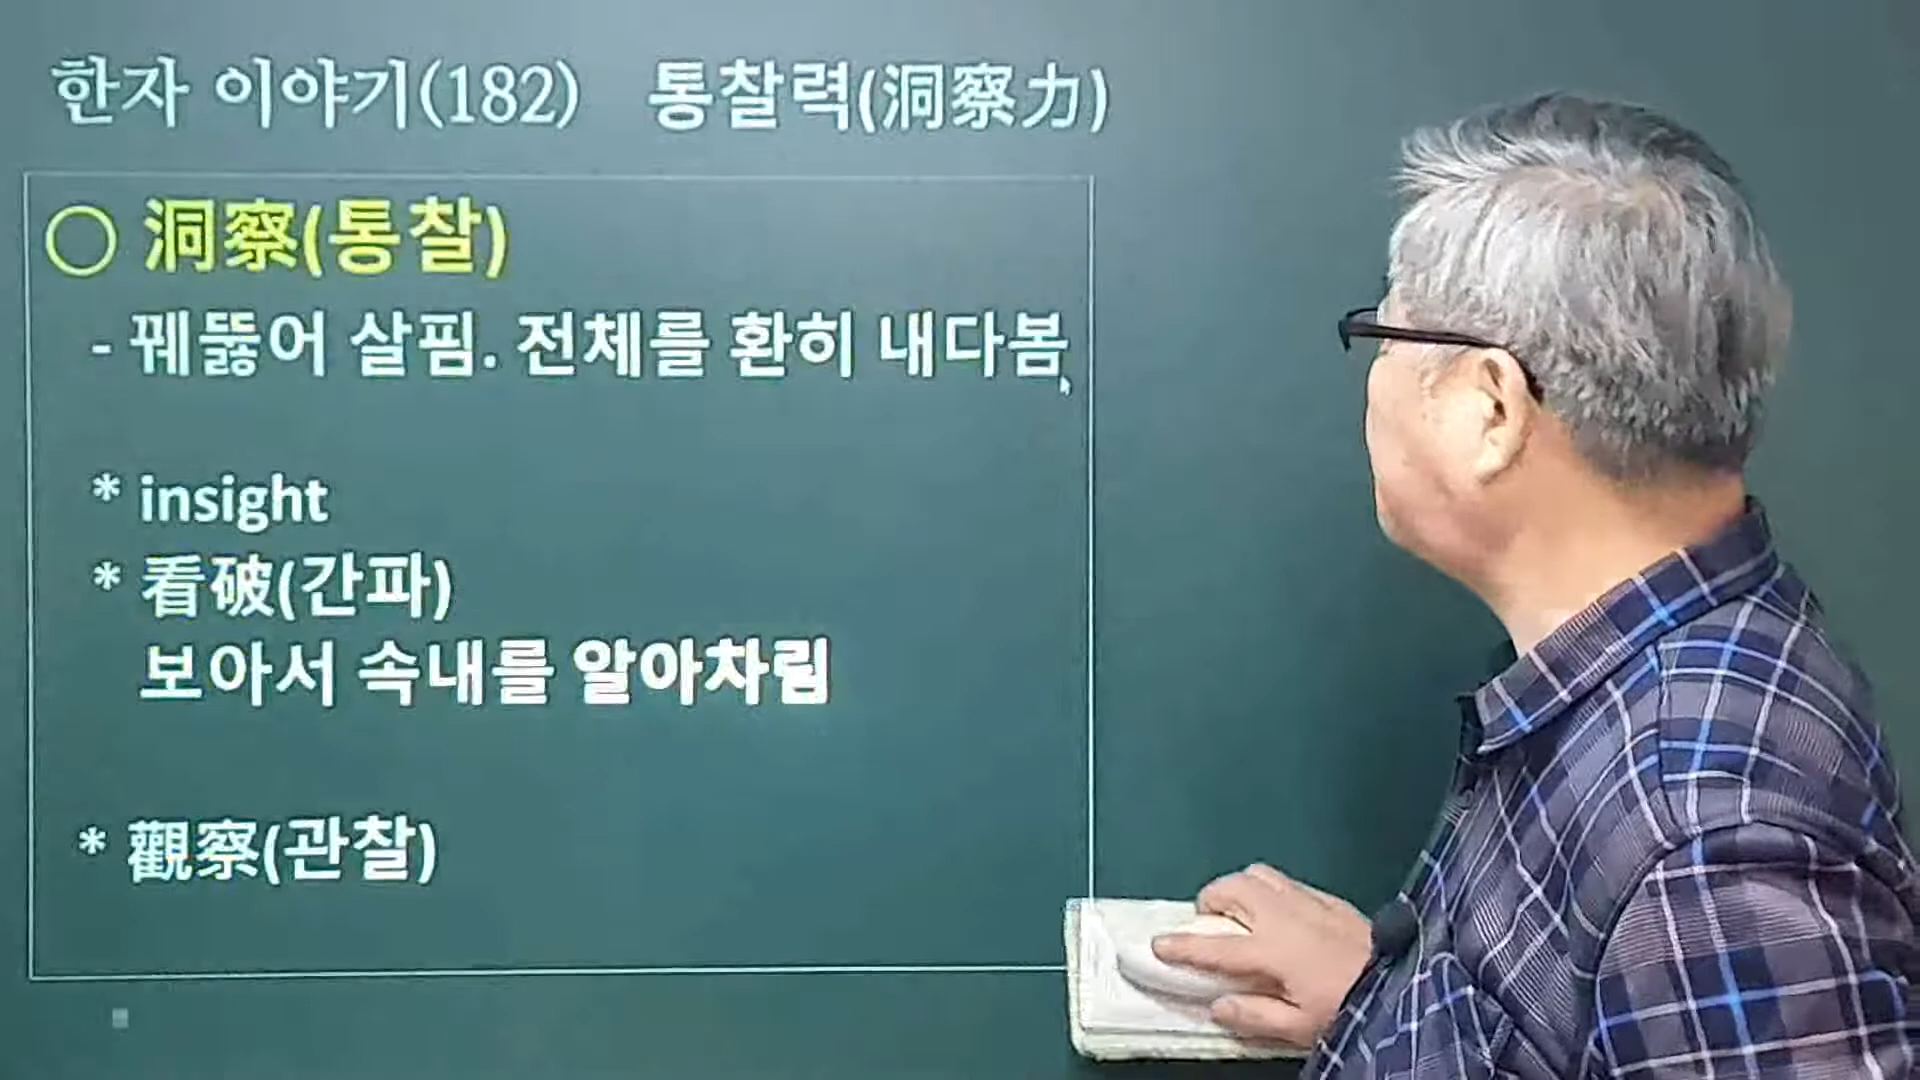 한자 이야기(182) 통찰력(洞察力)
○ 洞察(통찰)
- 꿰뚫어 살핌. 전체를 환히 내다봄
* insight
* 看破(간파)
보아서 속내를 알아차림
* 觀察(관찰)